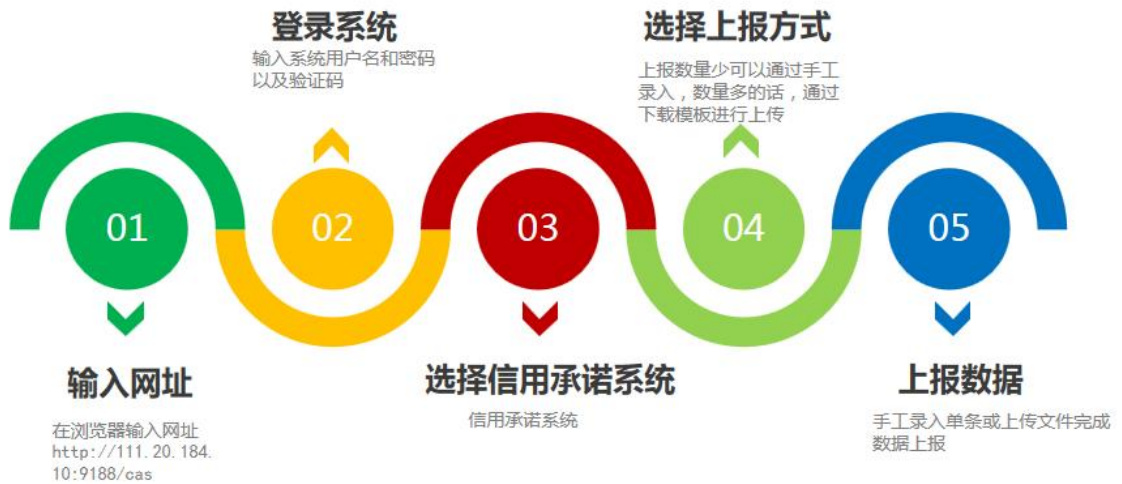 登录系统
输入系统用户名和密码
以及验证码
选择上报方式
上报数量少可以通过手工
录入，数量多的话，通过
下载模板进行上传
01
02
03
04
05
输入网址
在浏览器输入网址
http://111.20.184.
10:9188/cas
选择信用承诺系统
信用承诺系统
上报数据
手工录入单条或上传文件完成
数据上报